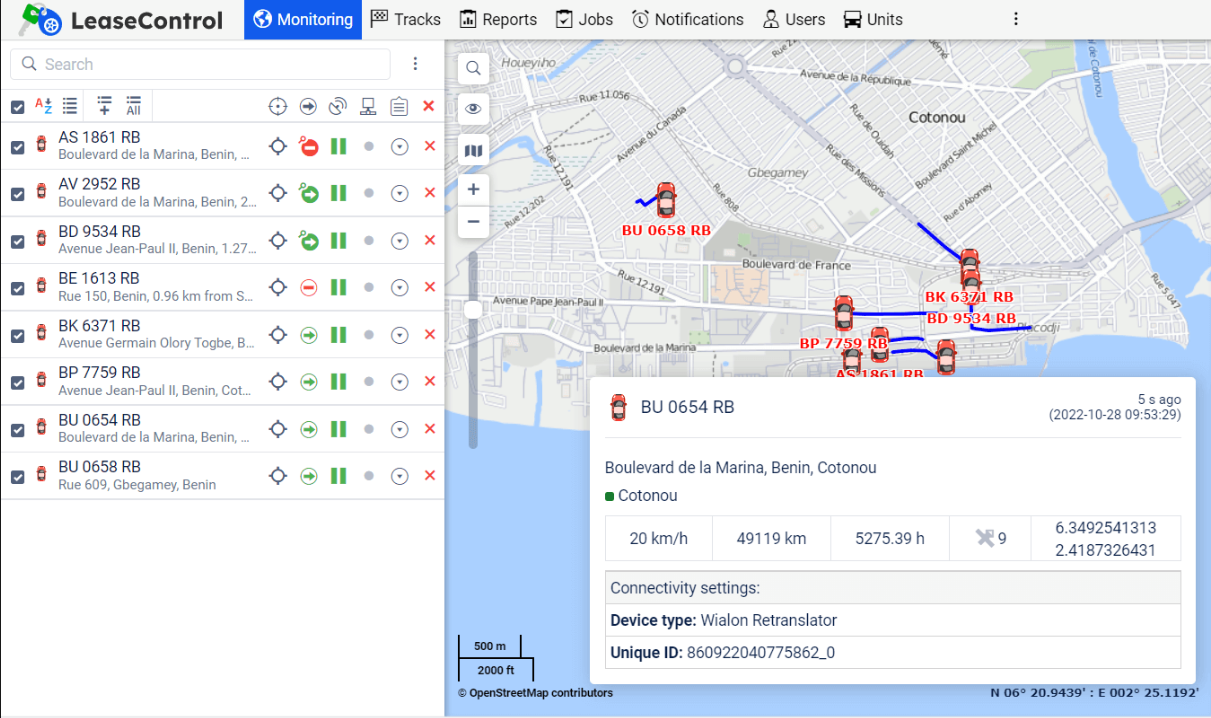 LeaseControl
Monitoring
Tracks
Reports
Jobs
Notifications
Users
Units
Search
A Z
All
AS 1861 RB
Boulevard de la Marina, Benin, ...
AV 2952 RB
Boulevard de la Marina, Benin, 2...
BD 9534 RB
Avenue Jean-Paul II, Benin, 1.27...
BE 1613 RB
Rue 150, Benin, 0.96 km from S...
BK 6371 RB
Avenue Germain Olory Togbe, B...
BP 7759 RB
Avenue Jean-Paul II, Benin, Cot...
BU 0654 RB
Boulevard de la Marina, Benin, ...
BU 0658 RB
Rue 609, Gbegamey, Benin
Houeyiho
Rue 11.056
Avenue du Canada
Avenue de la République
Cotonou
Rue de Oudah
Rue des Missions
Boulevard Saint Michel
Rue d'Abomey
Gbegamey
Rue 12.191
Rue 12.202
Rue 808
BU 0658 RB
Boulevard de France
Rue 12.191
Rue 5.047
Avenue Pape Jean-Paul II
Boulevard de la Marina
BK 6371 RB
BD 9534 RB
Placodji
BP 7759 RB
AS 1861 RB
BU 0654 RB
5 s ago
(2022-10-28 09:53:29)
Boulevard de la Marina, Benin, Cotonou
Cotonou
20 km/h
49119 km
5275.39 h
9
6.3492541313
2.4187326431
Connectivity settings:
Device type: Wialon Retranslator
Unique ID: 860922040775862_0
500 m
2000 ft
© OpenStreetMap contributors
N 06° 20.9439' : E 002° 25.1192'